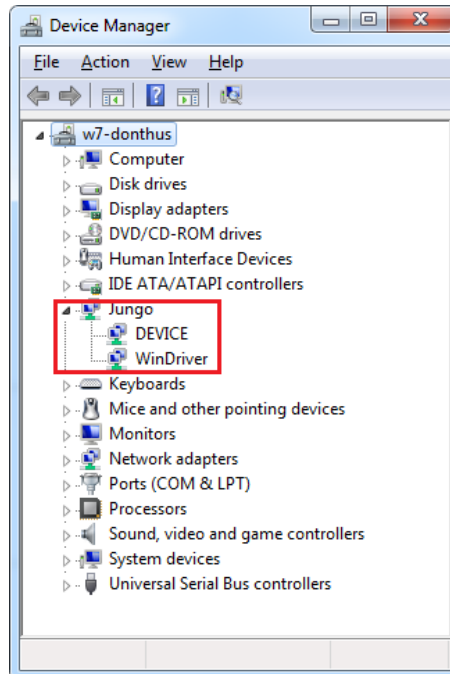 Device Manager
File Action View Help
w7-donthus
Computer
Disk drives
Display adapters
DVD/CD-ROM drives
Human Interface Devices
IDE ATA/ATAPI controllers
Jungo
DEVICE
WinDriver
Keyboards
Mice and other pointing devices
Monitors
Network adapters
Ports (COM & LPT)
Processors
Sound, video and game controllers
System devices
Universal Serial Bus controllers